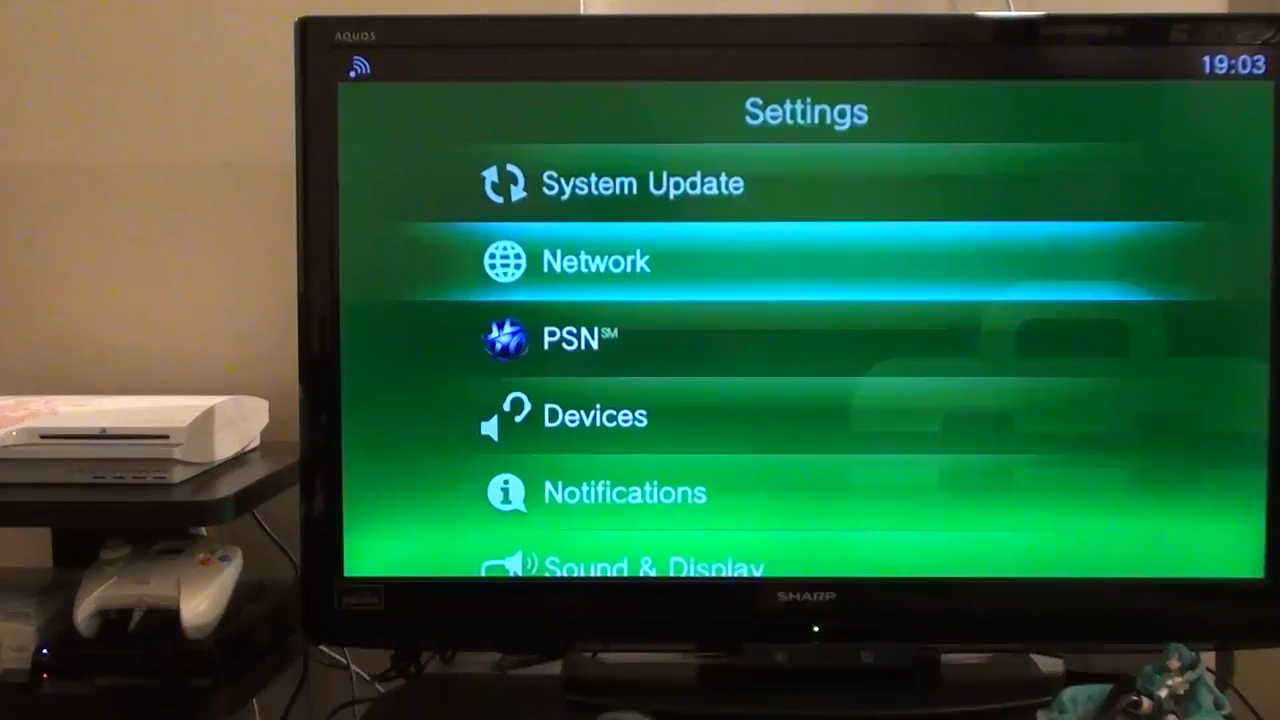 AQUOS
19:03
Settings
System Update
Network
PSN℠
Devices
Notifications
Sound & Display
SHARP